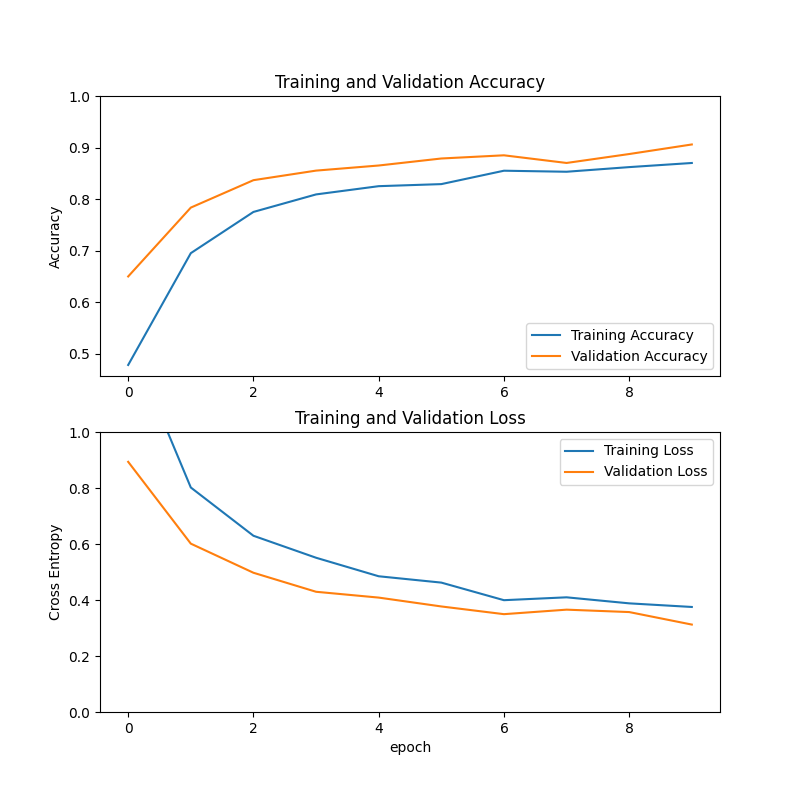 Training and Validation Accuracy
1.0
0.9
0.8
0.7
0.6
0.5
Accuracy
Training Accuracy
Validation Accuracy
0 2 4 6 8
Training and Validation Loss
1.0
0.8
0.6
0.4
0.2
0.0
Cross Entropy
Training Loss
Validation Loss
0 2 4 6 8
epoch